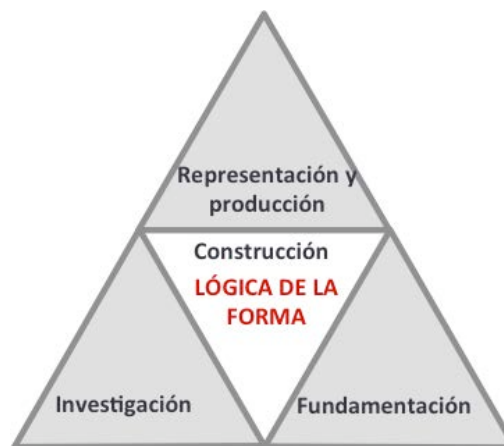 Representación y
producción
Construcción
LÓGICA DE LA
FORMA
Investigación
Fundamentación